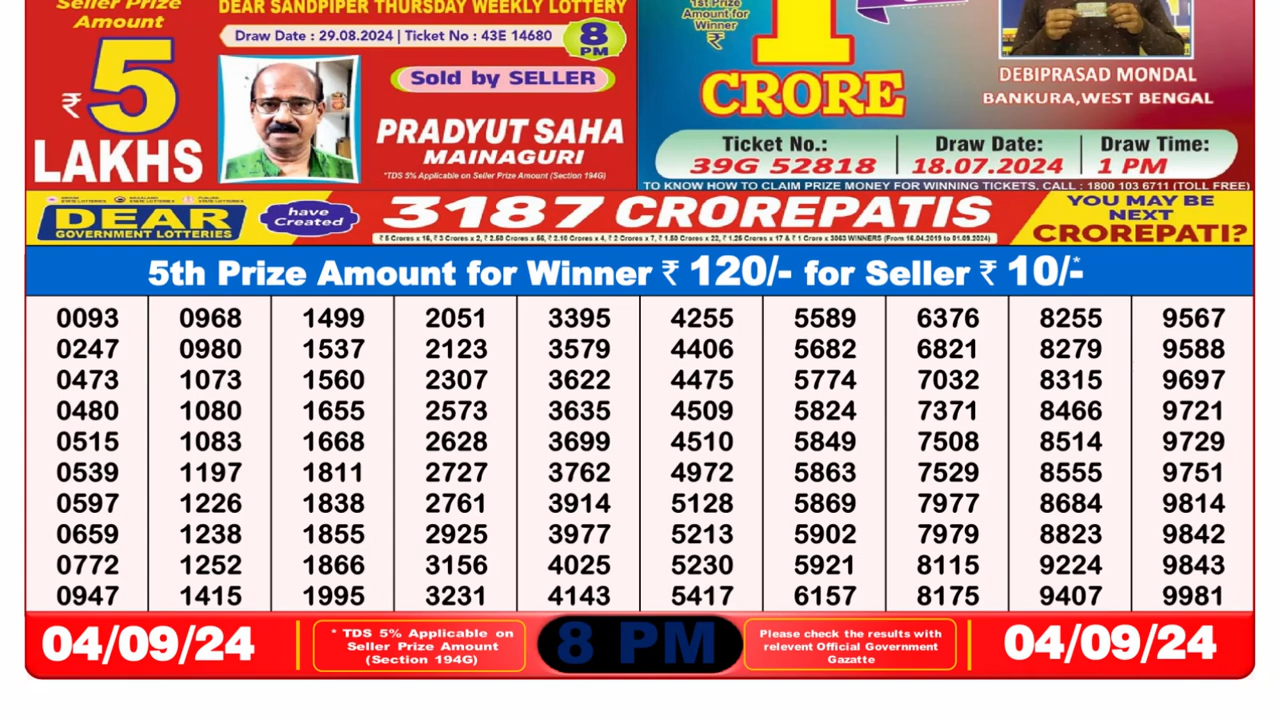 Seller Prize
Amount
₹ 5
LAKHS
DEAR SANDPIPER THURSDAY WEEKLY LOTTERY
Draw Date : 29.08.2024 | Ticket No : 43E 14680
8
PM
Sold by SELLER
PRADYUT SAHA
MAINAGURI
*TDS 5% Applicable on Seller Prize Amount (Section 194G)
1st Prize
Amount for
Winner
₹
1
CRORE
DEBIPRASAD MONDAL
BANKURA,WEST BENGAL
Ticket No.: Draw Date: Draw Time:
39G 52818 18.07.2024 1 PM
TO KNOW HOW TO CLAIM PRIZE MONEY FOR WINNING TICKETS, CALL : 1800 103 6711 (TOLL FREE)
DEAR
GOVERNMENT LOTTERIES
have
Created
3187 CROREPATIS
YOU MAY BE
NEXT
CROREPATI?
5th Prize Amount for Winner ₹ 120/- for Seller ₹ 10/-*
0093 0968 1499 2051 3395 4255 5589 6376 8255 9567
0247 0980 1537 2123 3579 4406 5682 6821 8279 9588
0473 1073 1560 2307 3622 4475 5774 7032 8315 9697
0480 1080 1655 2573 3635 4509 5824 7371 8466 9721
0515 1083 1668 2628 3699 4510 5849 7508 8514 9729
0539 1197 1811 2727 3762 4972 5863 7529 8555 9751
0597 1226 1838 2761 3914 5128 5869 7977 8684 9814
0659 1238 1855 2925 3977 5213 5902 7979 8823 9842
0772 1252 1866 3156 4025 5230 5921 8115 9224 9843
0947 1415 1995 3231 4143 5417 6157 8175 9407 9981
04/09/24
* TDS 5% Applicable on
Seller Prize Amount
(Section 194G)
8 PM
Please check the results with
relevent Official Government
Gazatte
04/09/24